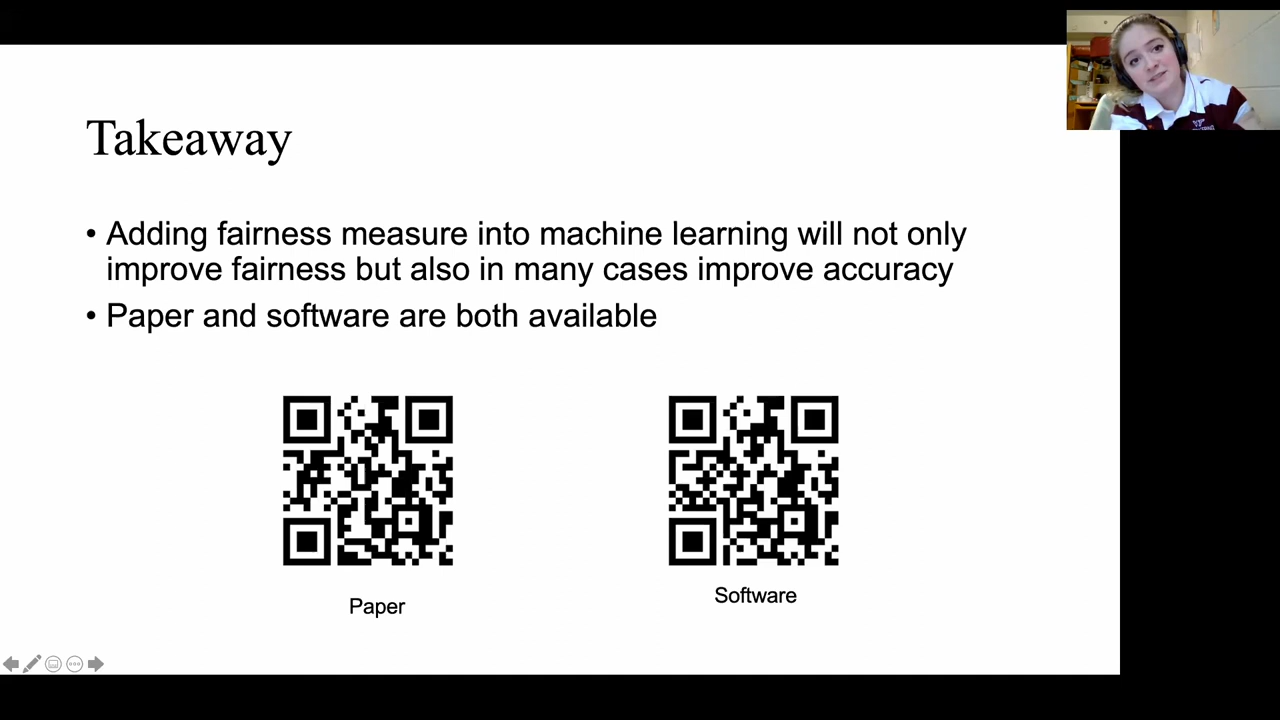 Takeaway
• Adding fairness measure into machine learning will not only
improve fairness but also in many cases improve accuracy
• Paper and software are both available
Paper
Software